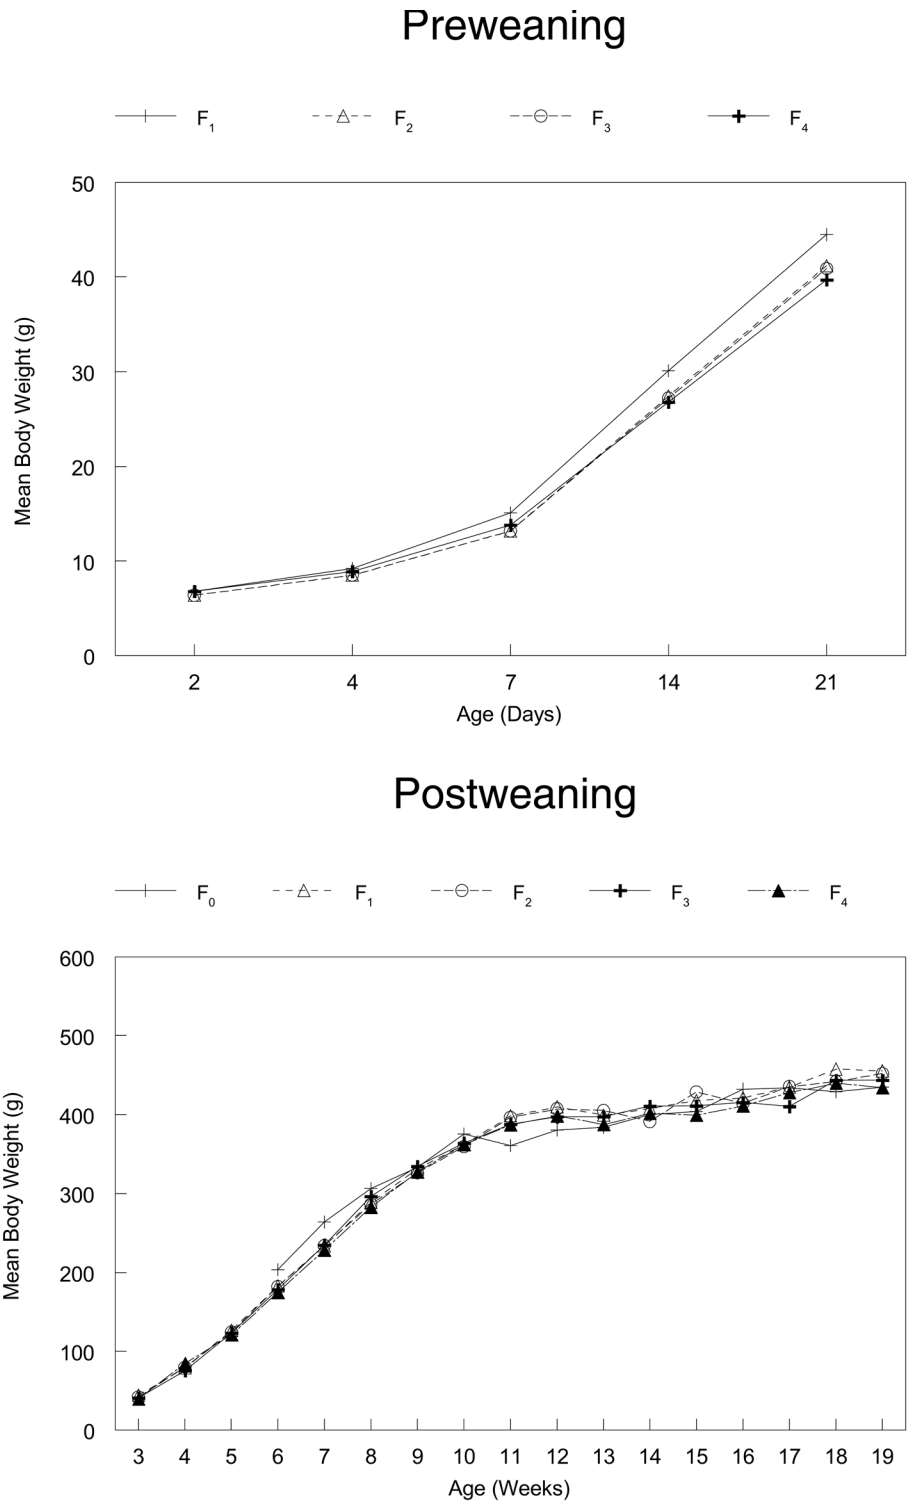 Preweaning
F1 F2 F3 F4
50
40
30
20
10
0
Mean Body Weight (g)
2 4 7 14 21
Age (Days)
Postweaning
F0 F1 F2 F3 F4
600
500
400
300
200
100
0
Mean Body Weight (g)
3 4 5 6 7 8 9 10 11 12 13 14 15 16 17 18 19
Age (Weeks)